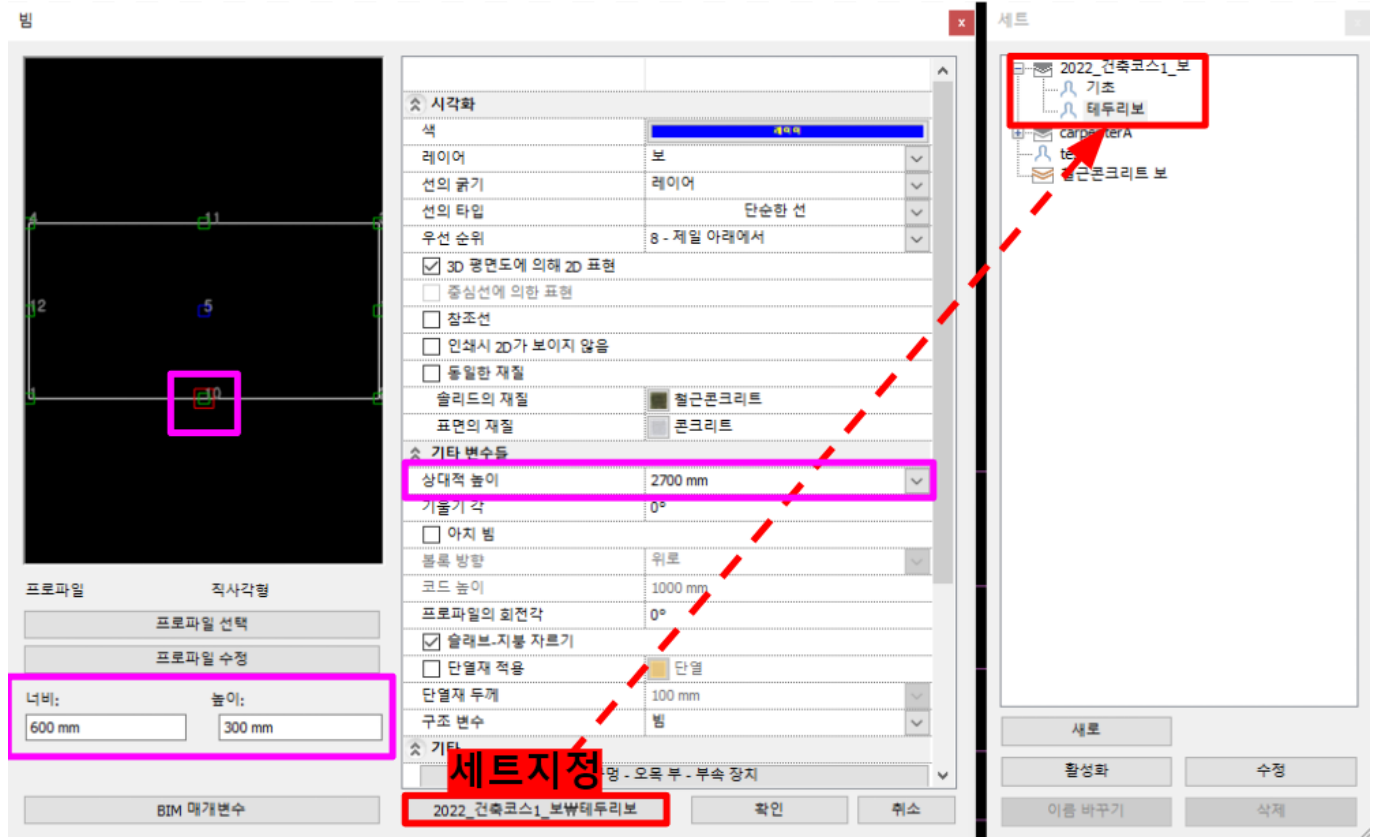 빔
x
4
11
12
5
1
10
프로파일 직사각형
프로파일 선택
프로파일 수정
너비: 높이:
600 mm 300 mm
BIM 매개변수
시각화
색 레이어
레이어 보
선의 굵기 레이어
선의 타입 단순한 선
우선 순위 8 - 제일 아래에서
3D 평면도에 의해 2D 표현
중심선에 의한 표현
참조선
인쇄시 2D가 보이지 않음
동일한 재질
솔리드의 재질 철근콘크리트
표면의 재질 콘크리트
기타 변수들
상대적 높이 2700 mm
기울기 각 0°
아치 빔
볼록 방향 위로
코드 높이 1000 mm
프로파일의 회전각 0°
슬래브-지붕 자르기
단열재 적용 단열
단열재 두께 100 mm
구조 변수 빔
기타
세트지정
- 오목 부 - 부속 장치
2022_건축코스1_보₩테두리보 확인 취소
세트
x
2022_건축코스1_보
기초
테두리보
carpenterA
철근콘크리트 보
새로
활성화 수정
이름 바꾸기 삭제